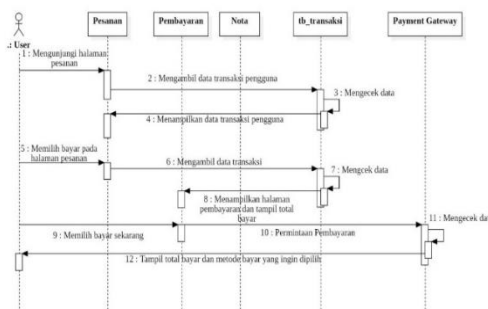 Pesanan
Pembayaran
Nota
tb_transaksi
Payment Gateway
.: User
1 : Mengunjungi halaman
pesanan
2 : Mengambil data transaksi pengguna
3 : Mengecek data
4 : Menampilkan data transaksi pengguna
5 : Memilih bayar pada
halaman pesanan
6 : Mengambil data transaksi
7 : Mengcek data
8 : Menampilkan halaman
pembayaran dan tampil total
bayar
9 : Memilih bayar sekarang
10 : Permintaan Pembayaran
11 : Mengecek dat
12 : Tampil total bayar dan metode bayar yang ingin dipilih